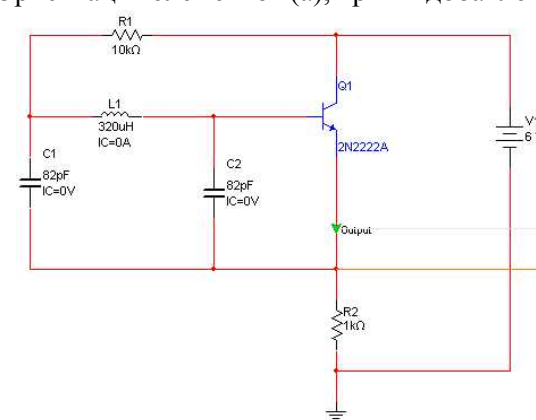 R1
10kΩ
Q1
L1
320uH
IC=0A
2N2222A
C1
82pF
IC=0V
C2
82pF
IC=0V
6
Output
R2
1kΩ